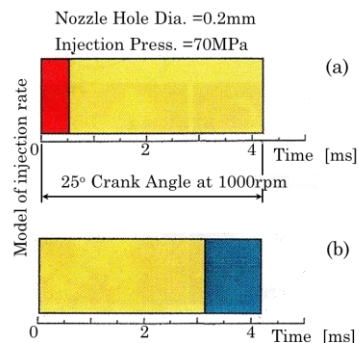 Nozzle Hole Dia. =0.2mm
Injection Press. =70MPa
(a)
Model of injection rate
0 2 4 Time [ms]
25° Crank Angle at 1000rpm
(b)
0 2 4 Time [ms]